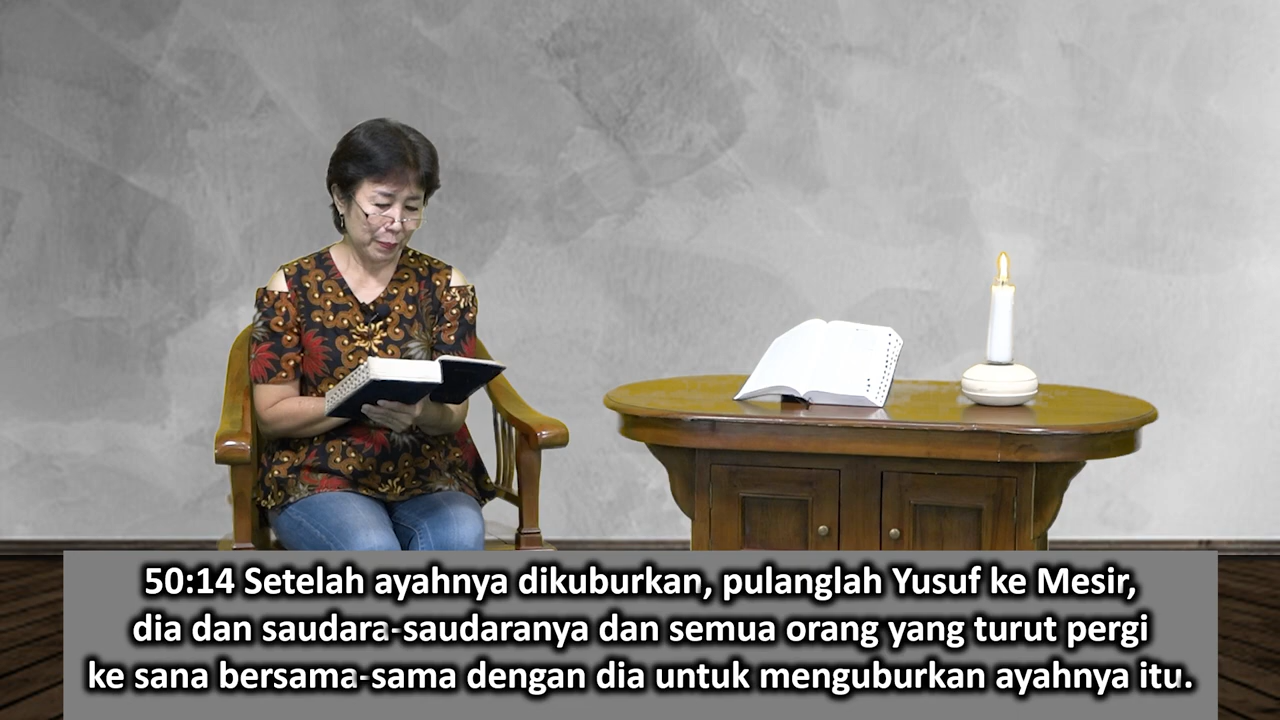 50:14 Setelah ayahnya dikuburkan, pulanglah Yusuf ke Mesir,
dia dan saudara-saudaranya dan semua orang yang turut pergi
ke sana bersama-sama dengan dia untuk menguburkan ayahnya itu.